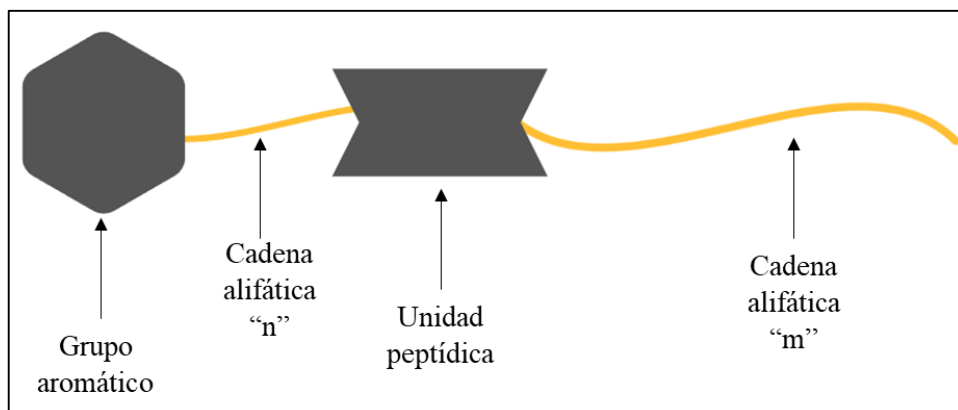 Grupo
aromático
Cadena
alifática
“n”
Unidad
peptídica
Cadena
alifática
“m”